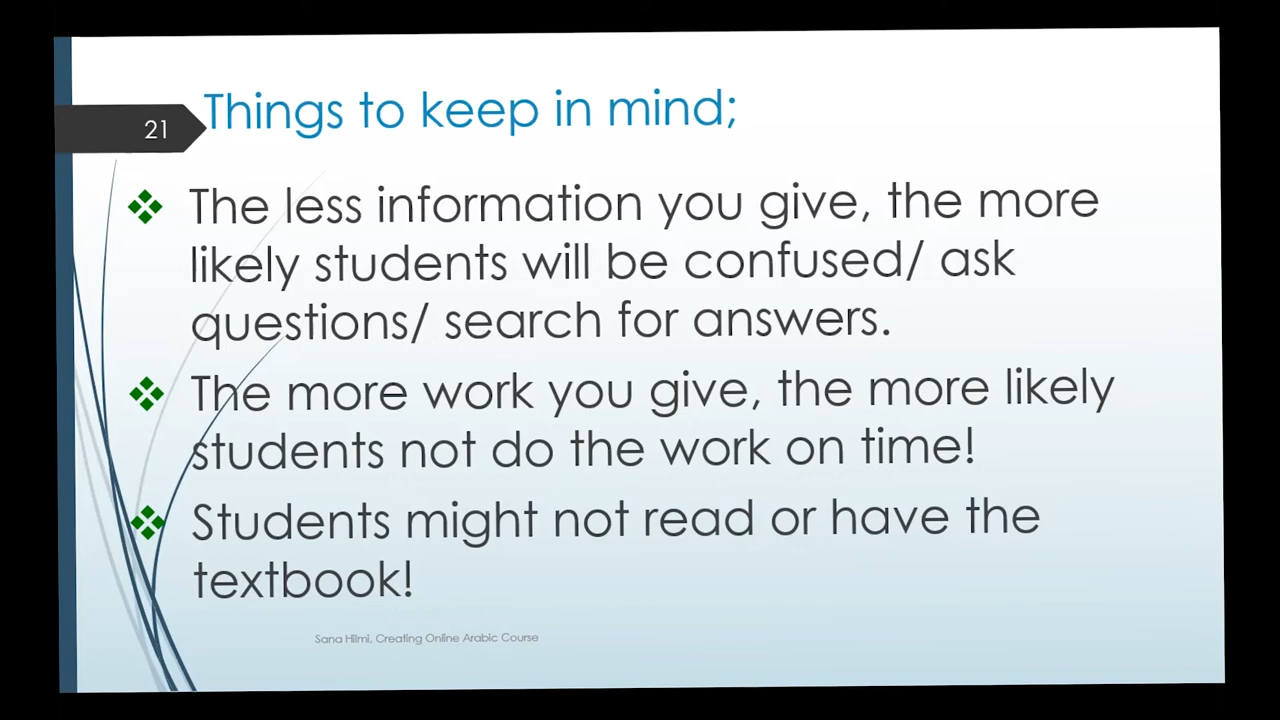 21
Things to keep in mind;
The less information you give, the more
likely students will be confused/ ask
questions/ search for answers.
The more work you give, the more likely
students not do the work on time!
Students might not read or have the
textbook!
Sana Hilmi, Creating Online Arabic Course